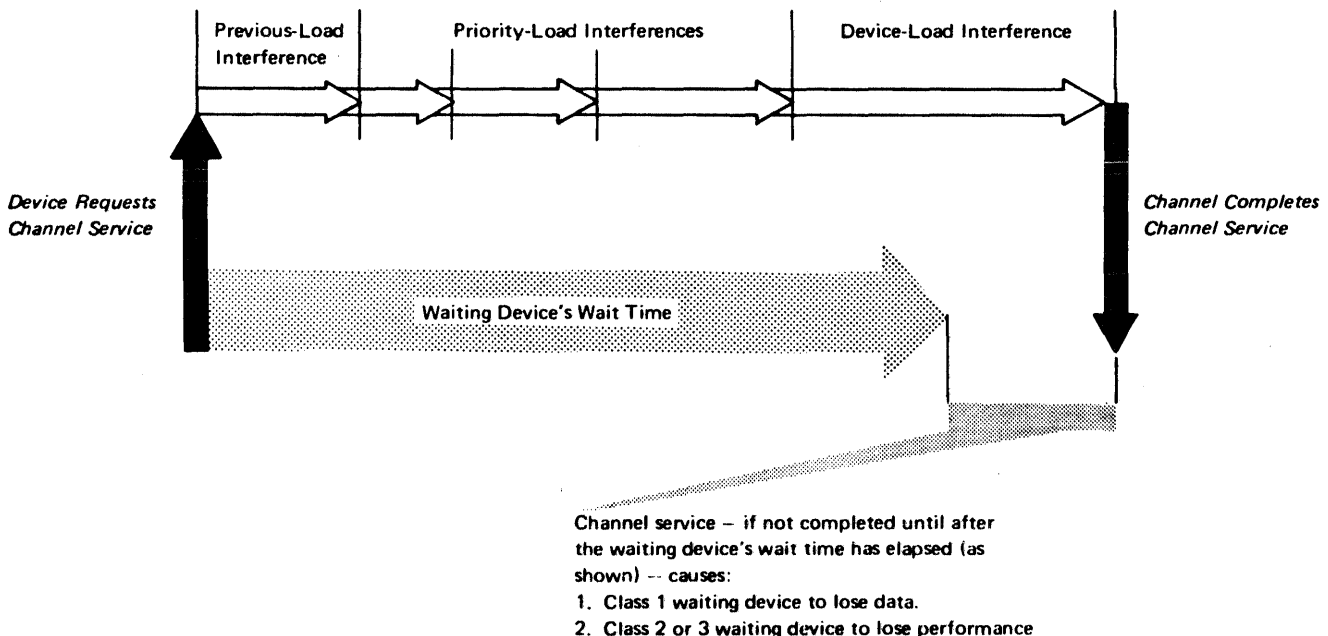 Previous-Load
Interference
Priority-Load Interferences
Device-Load Interference
Device Requests
Channel Service
Channel Completes
Channel Service
Waiting Device's Wait Time
Channel service – if not completed until after
the waiting device's wait time has elapsed (as
shown) -- causes:
1. Class 1 waiting device to lose data.
2. Class 2 or 3 waiting device to lose performance